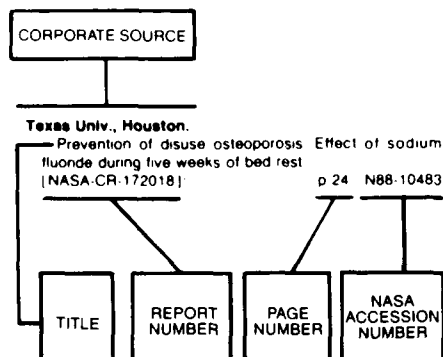 CORPORATE SOURCE
Texas Univ., Houston.
Prevention of disuse osteoporosis Effect of sodium
fluonde during five weeks of bed rest
[NASA-CR-172018] p 24 N88-10483
TITLE
REPORT
NUMBER
PAGE
NUMBER
NASA
ACCESSION
NUMBER